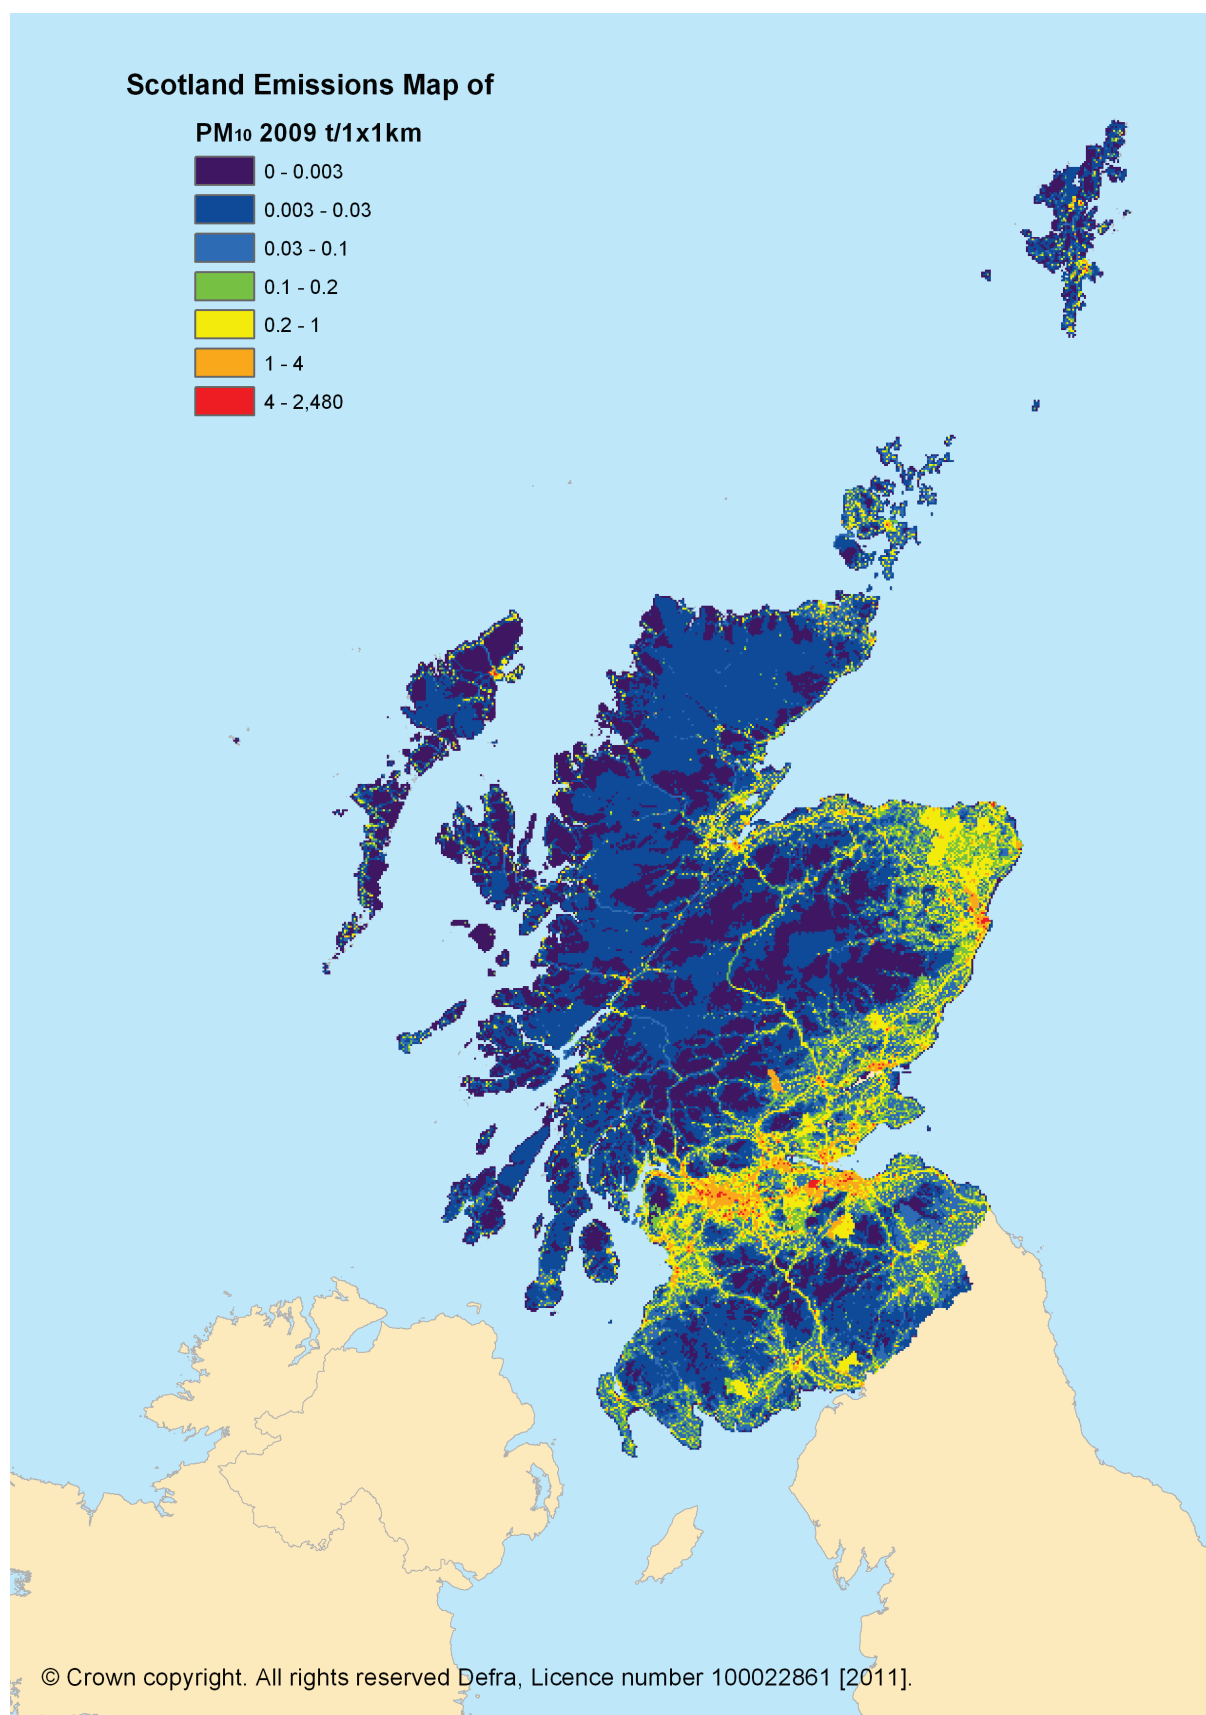 Scotland Emissions Map of
PM10 2009 t/1x1km
0 - 0.003
0.003 - 0.03
0.03 - 0.1
0.1 - 0.2
0.2 - 1
1 - 4
4 - 2,480
© Crown copyright. All rights reserved Defra, Licence number 100022861 [2011].